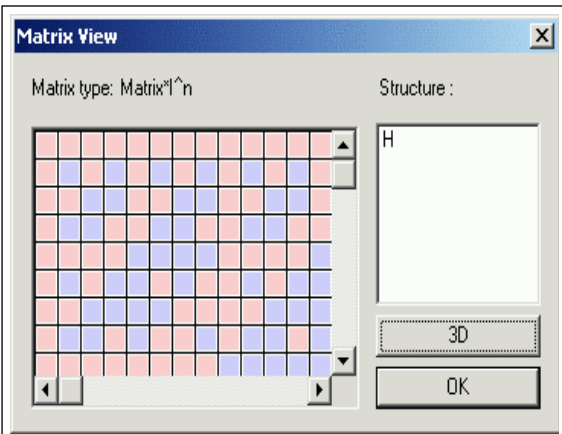 Matrix View
Matrix type: Matrix*I^n
Structure :
H
3D
OK